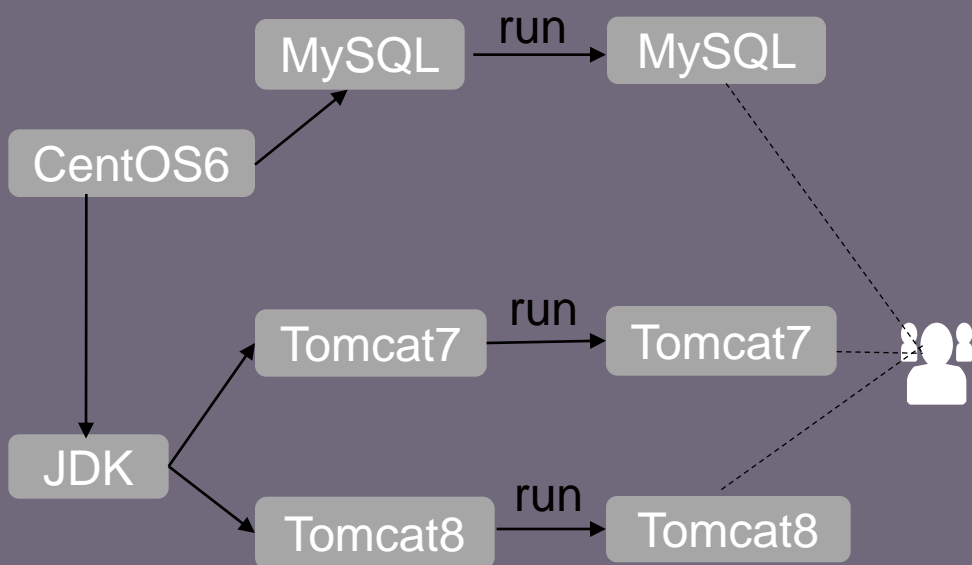 MySQL
run
MySQL
CentOS6
Tomcat7
run
Tomcat7
JDK
Tomcat8
run
Tomcat8